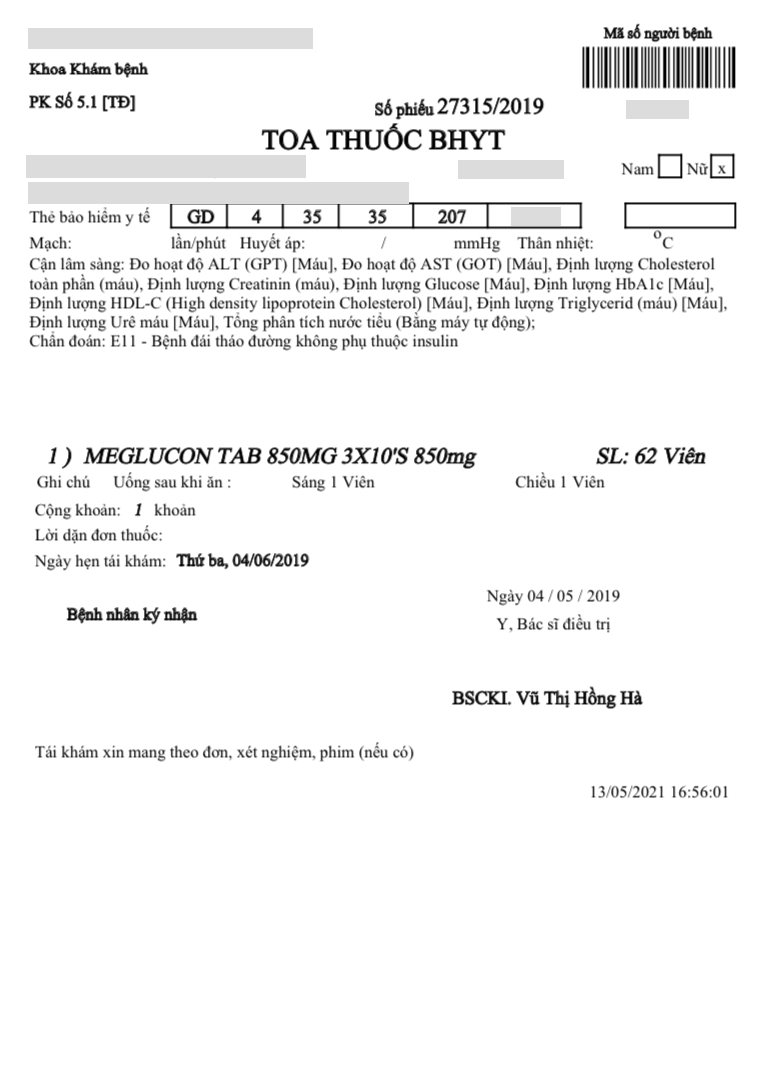 Mã số người bệnh
Khoa Khám bệnh
PK Số 5.1 [TĐ]
Số phiếu 27315/2019
TOA THUỐC BHYT
Nam Nữ x
Thẻ bảo hiểm y tế GD 4 35 35 207
Mạch: lần/phút Huyết áp: / mmHg Thân nhiệt: °C
Cận lâm sàng: Đo hoạt độ ALT (GPT) [Máu], Đo hoạt độ AST (GOT) [Máu], Định lượng Cholesterol
toàn phần (máu), Định lượng Creatinin (máu), Định lượng Glucose [Máu], Định lượng HbA1c [Máu],
Định lượng HDL-C (High density lipoprotein Cholesterol) [Máu], Định lượng Triglycerid (máu) [Máu],
Định lượng Urê máu [Máu], Tổng phân tích nước tiểu (Bằng máy tự động);
Chẩn đoán: E11 - Bệnh đái tháo đường không phụ thuộc insulin
1 ) MEGLUCON TAB 850MG 3X10'S 850mg SL: 62 Viên
Ghi chú Uống sau khi ăn : Sáng 1 Viên Chiều 1 Viên
Cộng khoản: 1 khoản
Lời dặn đơn thuốc:
Ngày hẹn tái khám: Thứ ba, 04/06/2019
Ngày 04 / 05 / 2019
Bệnh nhân ký nhận
Y, Bác sĩ điều trị
BSCKI. Vũ Thị Hồng Hà
Tái khám xin mang theo đơn, xét nghiệm, phim (nếu có)
13/05/2021 16:56:01